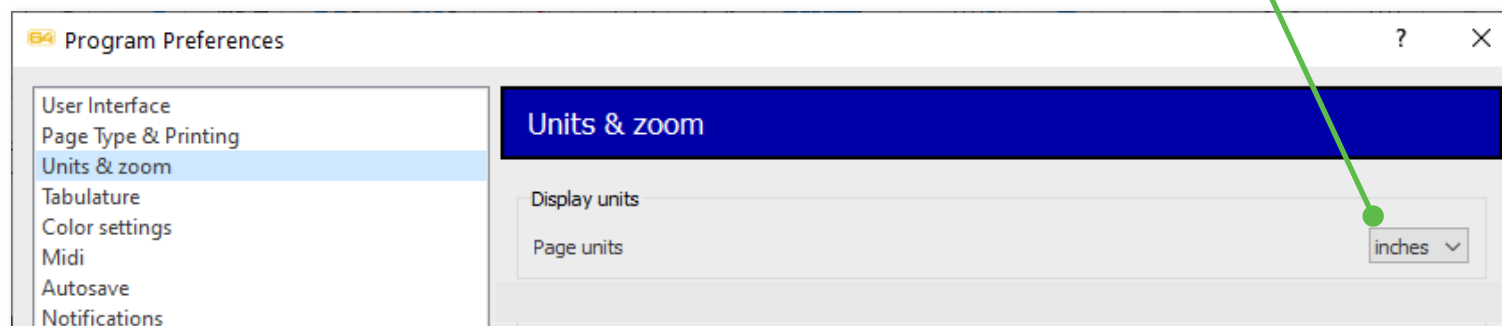 64 Program Preferences ?
User Interface
Page Type & Printing
Units & zoom
Tabulature
Color settings
Midi
Autosave
Notifications
Units & zoom
Display units
Page units inches